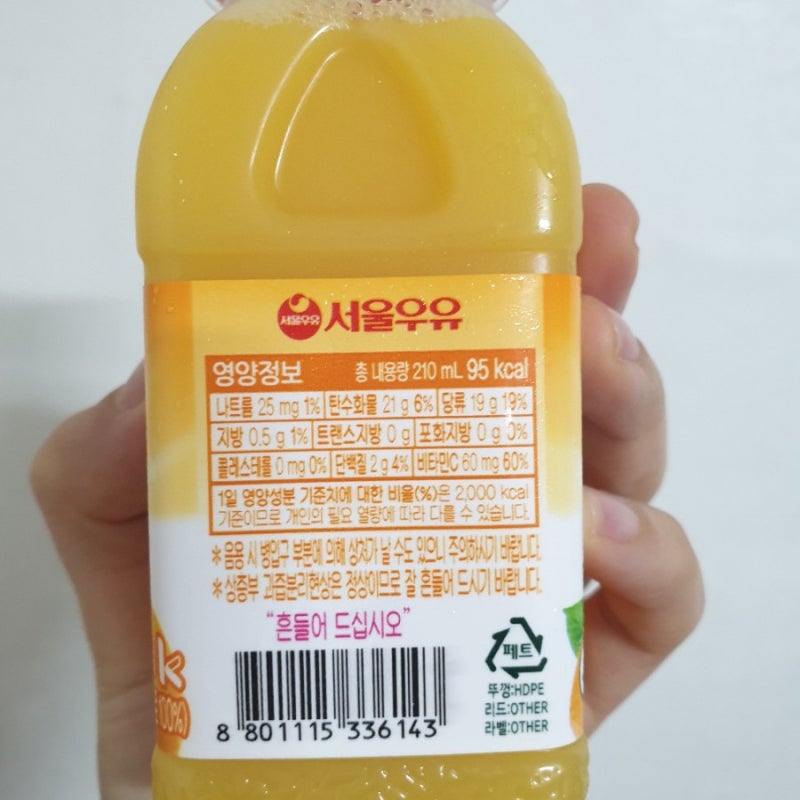 서울우유 서울우유
영양정보 총 내용량 210 mL 95 kcal
나트륨 25 mg 1% 탄수화물 21 g 6% 당류 19 g 19%
지방 0.5 g 1% 트랜스지방 0 g 포화지방 0 g 0%
콜레스테롤 0 mg 0% 단백질 2 g 4% 비타민C 60 mg 60%
1일 영양성분 기준치에 대한 비율(%)은 2,000 kcal
기준이므로 개인의 필요 열량에 따라 다를 수 있습니다.
*음용 시 병입구 부분에 의해 상처가 날 수도 있으니 주의하시기 바랍니다.
*상층부 과즙분리현상은 정상이므로 잘 흔들어 드시기 바랍니다.
"흔들어 드십시오"
페트
뚜껑:HDPE
리드:OTHER
라벨:OTHER
k
100%)
8 801115 336143